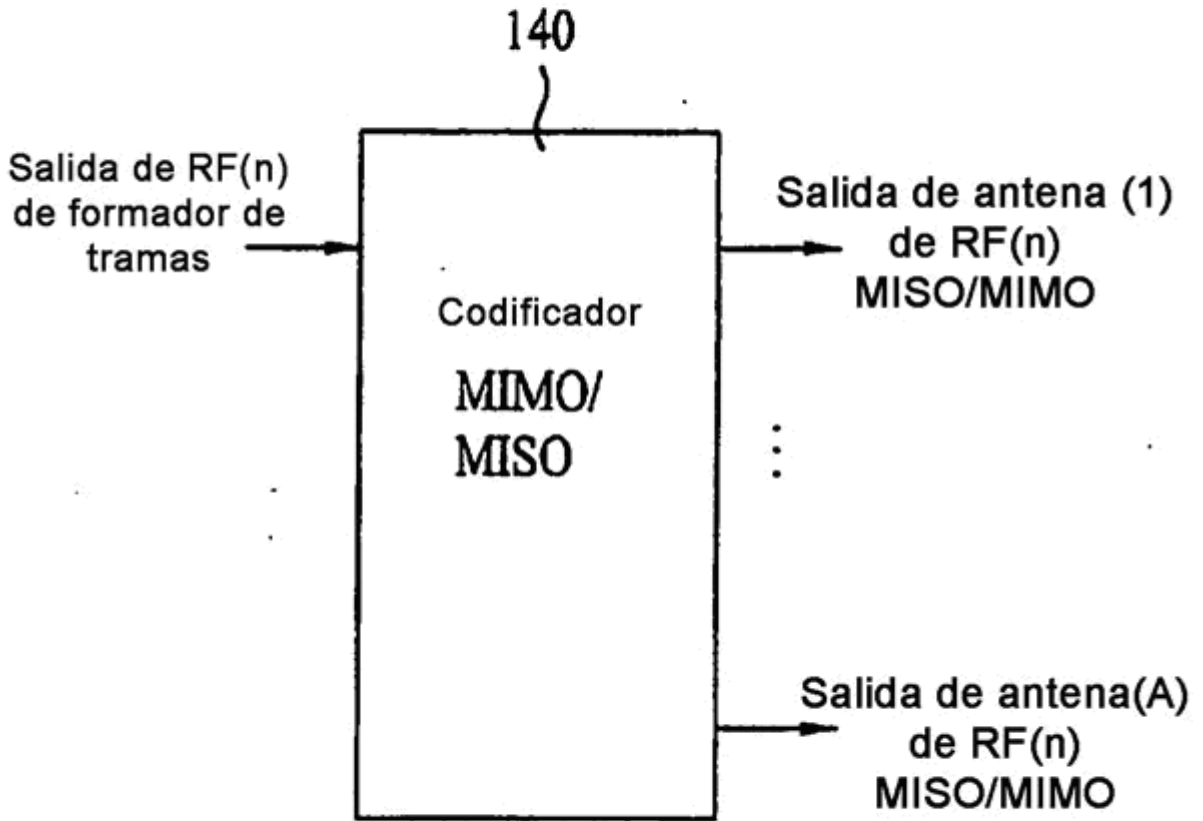 140
Salida de RF(n)
de formador de
tramas
Codificador
MIMO/
MISO
Salida de antena (1)
de RF(n)
MISO/MIMO
Salida de antena(A)
de RF(n)
MISO/MIMO